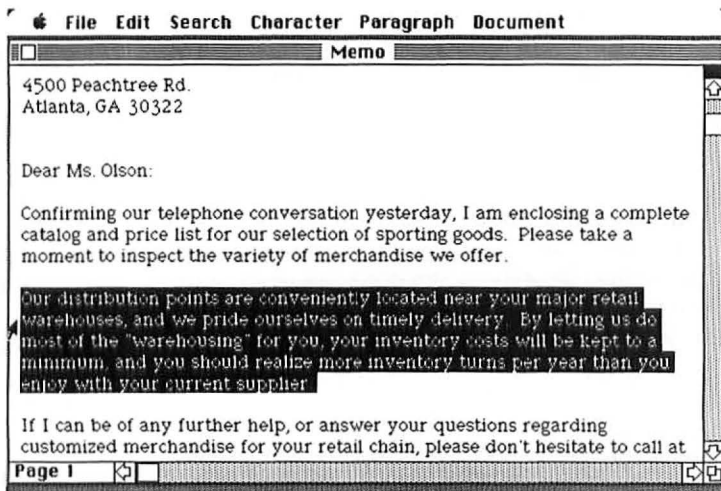 File Edit Search Character Paragraph Document
Memo
4500 Peachtree Rd.
Atlanta, GA 30322
Dear Ms. Olson:
Confirming our telephone conversation yesterday, I am enclosing a complete
catalog and price list for our selection of sporting goods. Please take a
moment to inspect the variety of merchandise we offer.
Our distribution points are conveniently located near your major retail
warehouses, and we pride ourselves on timely delivery. By letting us do
most of the "warehousing" for you, your inventory costs will be kept to a
minimum, and you should realize more inventory turns per year than you
enjoy with your current supplier.
If I can be of any further help, or answer your questions regarding
customized merchandise for your retail chain, please don't hesitate to call at
Page 1